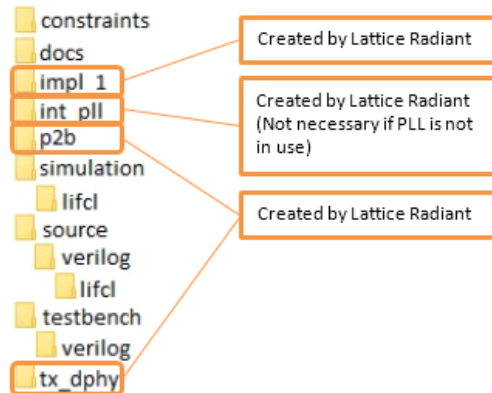 constraints
docs
impl_1
int_pll
p2b
simulation
lifcl
source
verilog
lifcl
testbench
verilog
tx_dphy
Created by Lattice Radiant
Created by Lattice Radiant
(Not necessary if PLL is not
in use)
Created by Lattice Radiant